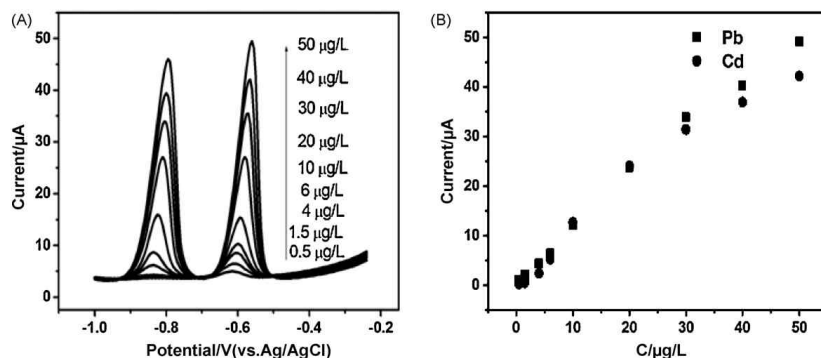 (A)
50
40
30
20
10
0
Current/μA
-1.0
-0.8
-0.6
-0.4
-0.2
Potential/V(vs.Ag/AgCl)
50 μg/L
40 μg/L
30 μg/L
20 μg/L
10 μg/L
6 μg/L
4 μg/L
1.5 μg/L
0.5 μg/L
(B)
50
40
30
20
10
0
Current/μA
0
10
20
30
40
50
C/μg/L
Pb
Cd